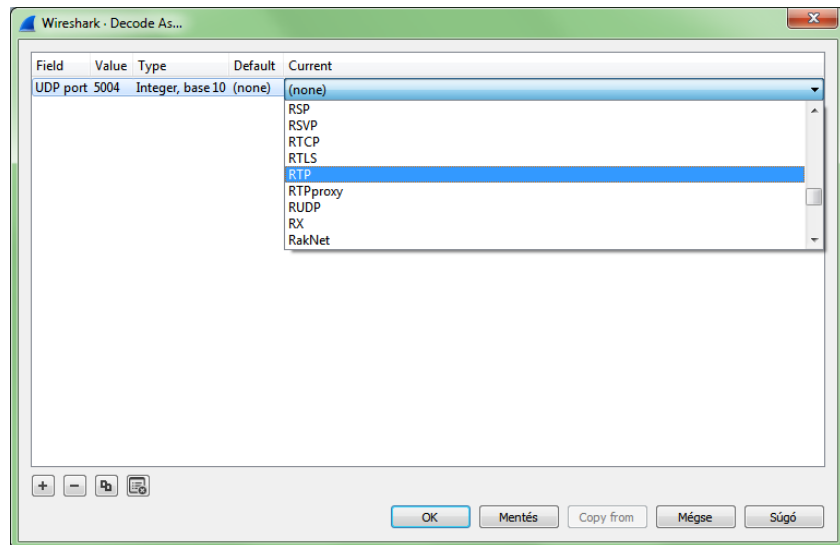 Wireshark · Decode As...
Field Value Type Default Current
UDP port 5004 Integer, base 10 (none) (none)
RSP
RSVP
RTCP
RTLS
RTP
RTPproxy
RUDP
RX
RakNet
OK Mentés Copy from Mégse Súgó